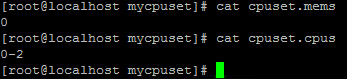 [root@localhost mycpuset]# cat cpuset.mems
0
[root@localhost mycpuset]# cat cpuset.cpus
0-2
[root@localhost mycpuset]#